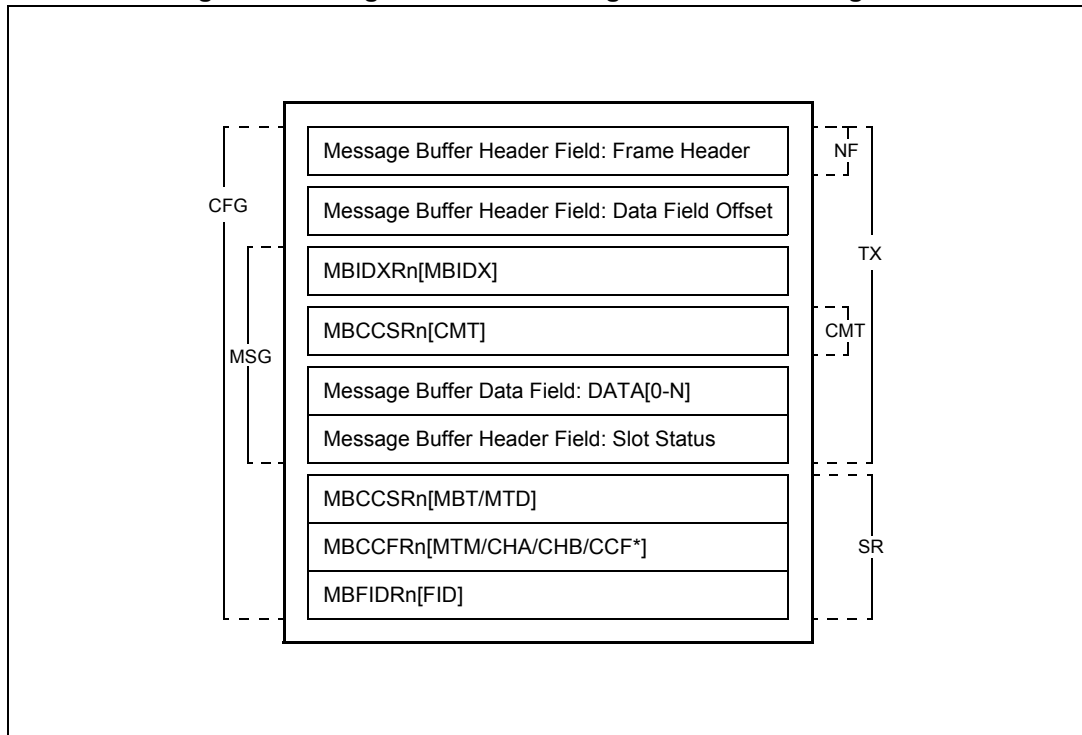 Message Buffer Header Field: Frame Header
NF
CFG
Message Buffer Header Field: Data Field Offset
TX
MBIDXRn[MBIDX]
MBCCSRn[CMT]
CMT
MSG
Message Buffer Data Field: DATA[0-N]
Message Buffer Header Field: Slot Status
MBCCSRn[MBT/MTD]
MBCCFRn[MTM/CHA/CHB/CCF*]
SR
MBFIDRn[FID]